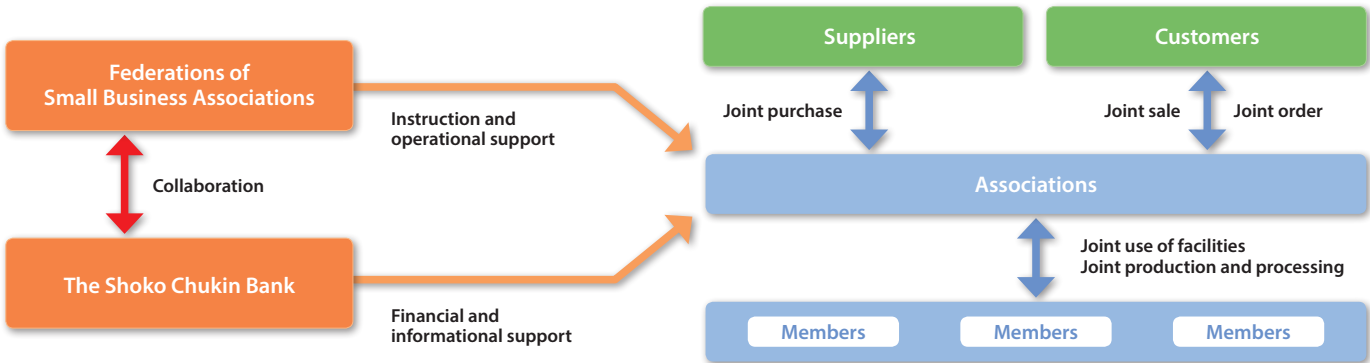 Federations of
Small Business Associations
Collaboration
The Shoko Chukin Bank
Instruction and
operational support
Financial and
informational support
Suppliers
Customers
Joint purchase
Joint sale
Joint order
Associations
Joint use of facilities
Joint production and processing
Members
Members
Members